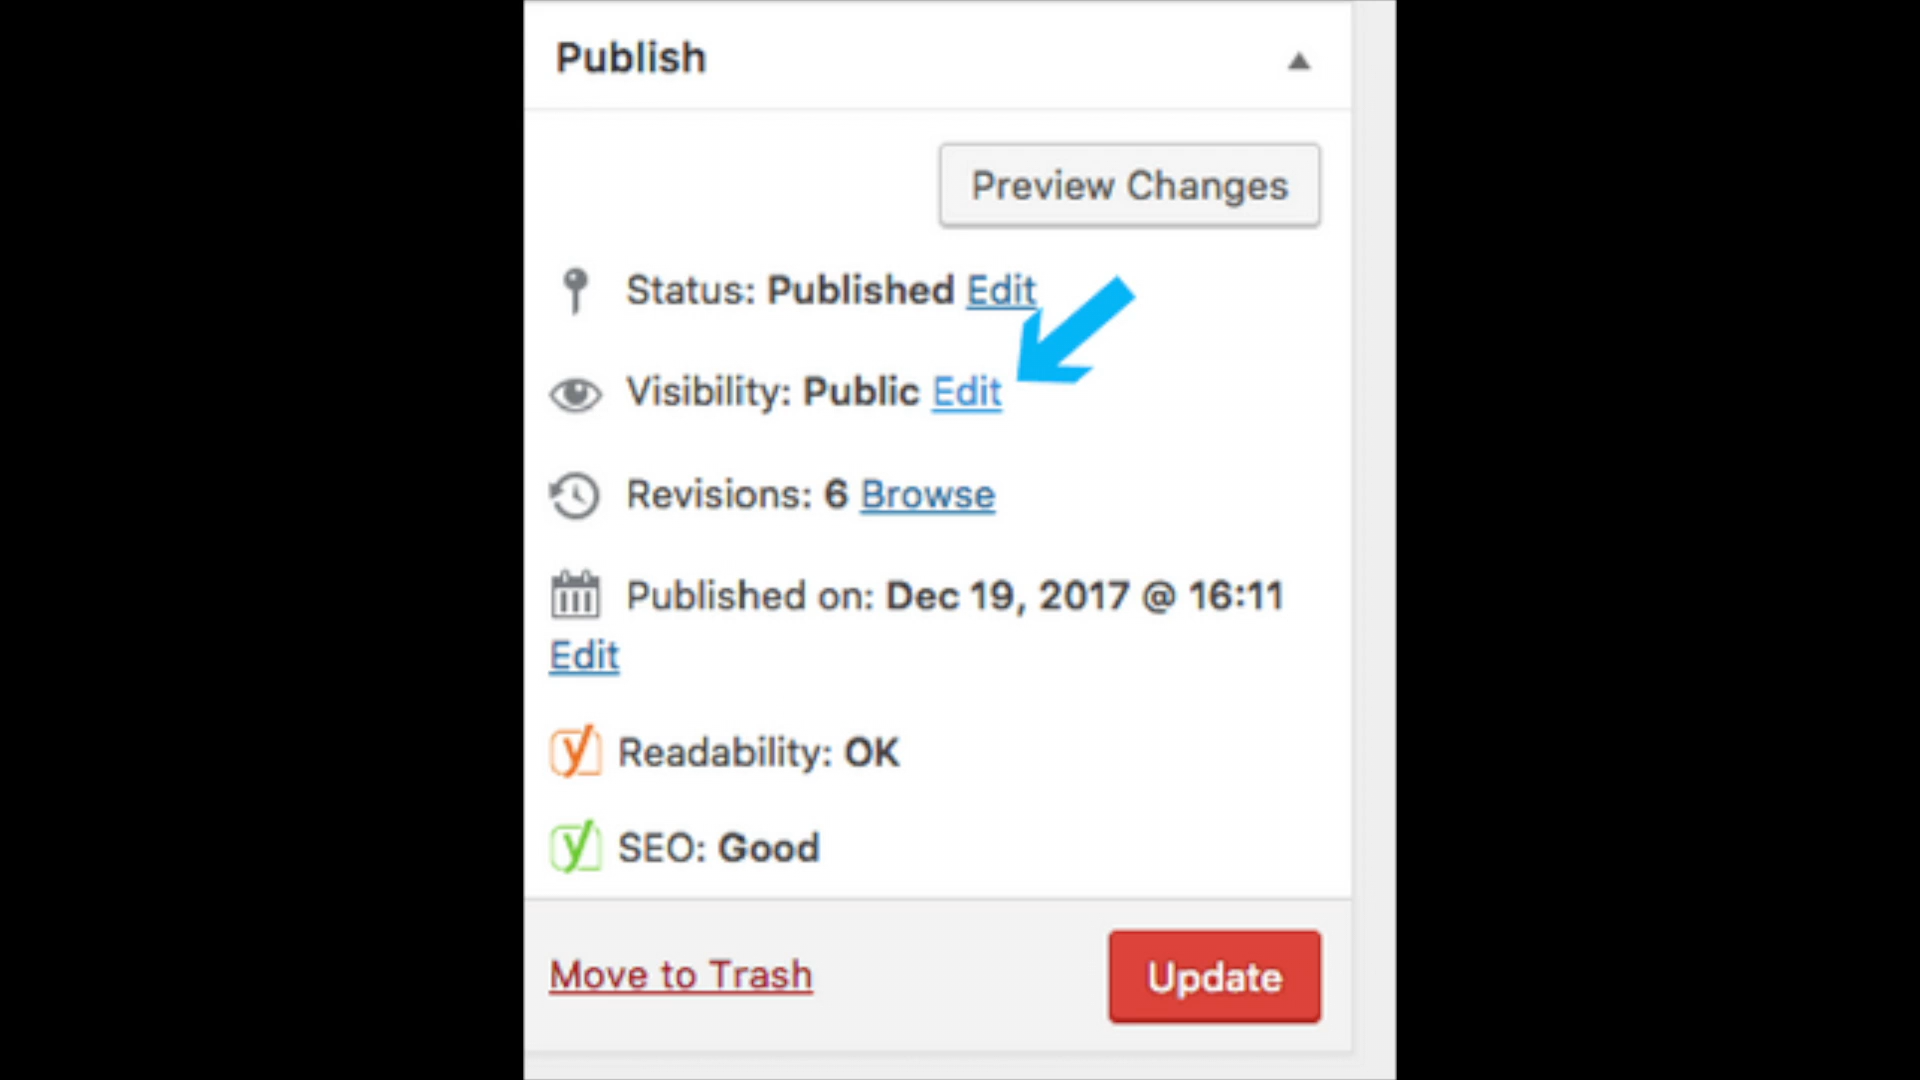 Publish
Preview Changes
Status: Published Edit
Visibility: Public Edit
Revisions: 6 Browse
Published on: Dec 19, 2017 @ 16:11
Edit
Readability: OK
SEO: Good
Move to Trash
Update